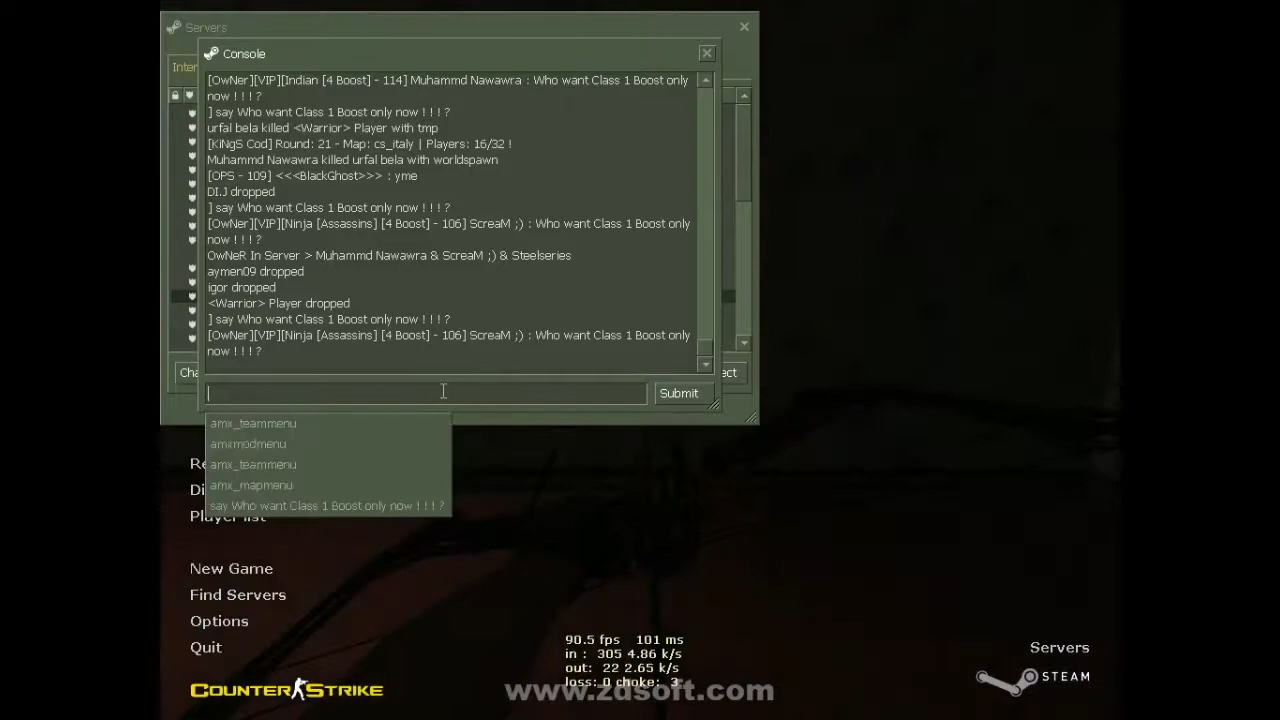 Servers
Console
Inter
[OwNer][VIP][Indian [4 Boost] - 114] Muhammd Nawawra : Who want Class 1 Boost only
now ! ! ! ?
] say Who want Class 1 Boost only now ! ! ! ?
urfal bela killed <Warrior> Player with tmp
[KiNgS Cod] Round: 21 - Map: cs_italy | Players: 16/32 !
Muhammd Nawawra killed urfal bela with worldspawn
[OPS - 109] <<<BlackGhost>>> : yme
DI.J dropped
] say Who want Class 1 Boost only now ! ! ! ?
[OwNer][VIP][Ninja [Assassins] [4 Boost] - 106] ScreaM ;) : Who want Class 1 Boost only
now ! ! ! ?
OwNeR In Server > Muhammd Nawawra & ScreaM ;) & Steelseries
aymen09 dropped
igor dropped
<Warrior> Player dropped
] say Who want Class 1 Boost only now ! ! ! ?
[OwNer][VIP][Ninja [Assassins] [4 Boost] - 106] ScreaM ;) : Who want Class 1 Boost only
now ! ! ! ?
Cha
ect
Submit
amx_teammenu
amxmodmenu
amx_teammenu
amx_mapmenu
say Who want Class 1 Boost only now ! ! ! ?
Re
Di
Player list
New Game
Find Servers
Options
Quit
90.5 fps 101 ms
in : 305 4.86 k/s
out: 22 2.65 k/s
loss: 0 choke: 3
Servers
COUNTER STRIKE
www.zdsoft.com
STEAM